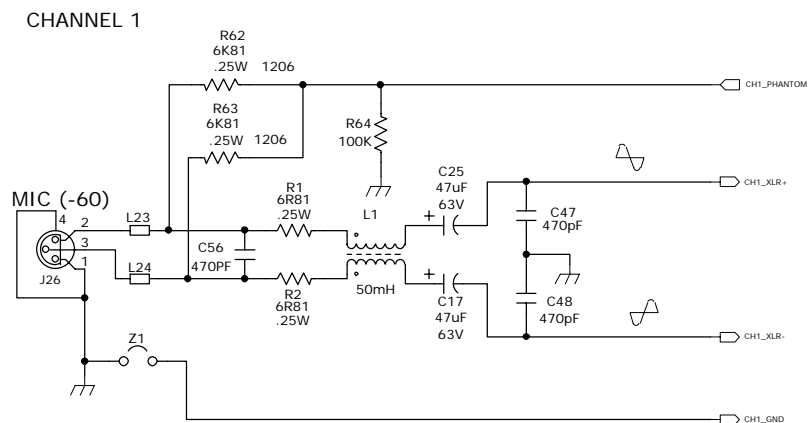 CHANNEL 1
R62
6K81
.25W 1206
R63
6K81
.25W 1206
CH1_PHANTOM
R64
100K
MIC (-60)
4
2
3
1
J26
L23
L24
C56
470PF
R1
6R81
.25W
R2
6R81
.25W
L1
50mH
C25
47uF
63V
+
+
C17
47uF
63V
C47
470pF
C48
470pF
CH1_XLR+
CH1_XLR-
Z1
CH1_GND